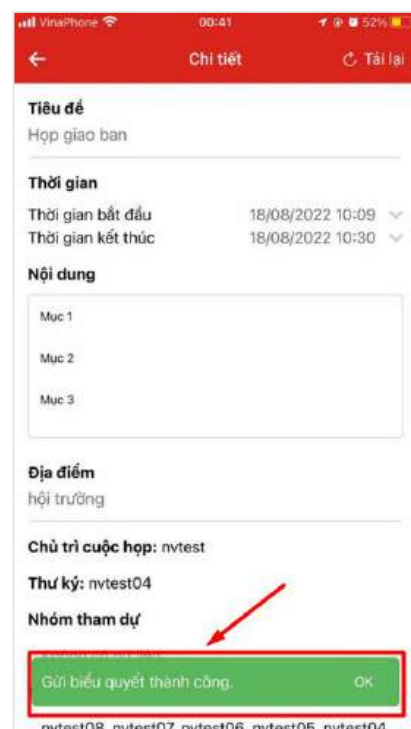 VinaPhone 00:41 52%
Chi tiết Tải lại
Tiêu đề
Họp giao ban
Thời gian
Thời gian bắt đầu 18/08/2022 10:09
Thời gian kết thúc 18/08/2022 10:30
Nội dung
Mục 1
Mục 2
Mục 3
Địa điểm
hội trường
Chủ trì cuộc họp: nvtest
Thư ký: nvtest04
Nhóm tham dự
Gửi biểu quyết thành công. OK
nvtest08, nvtest07, nvtest06, nvtest05, nvtest04